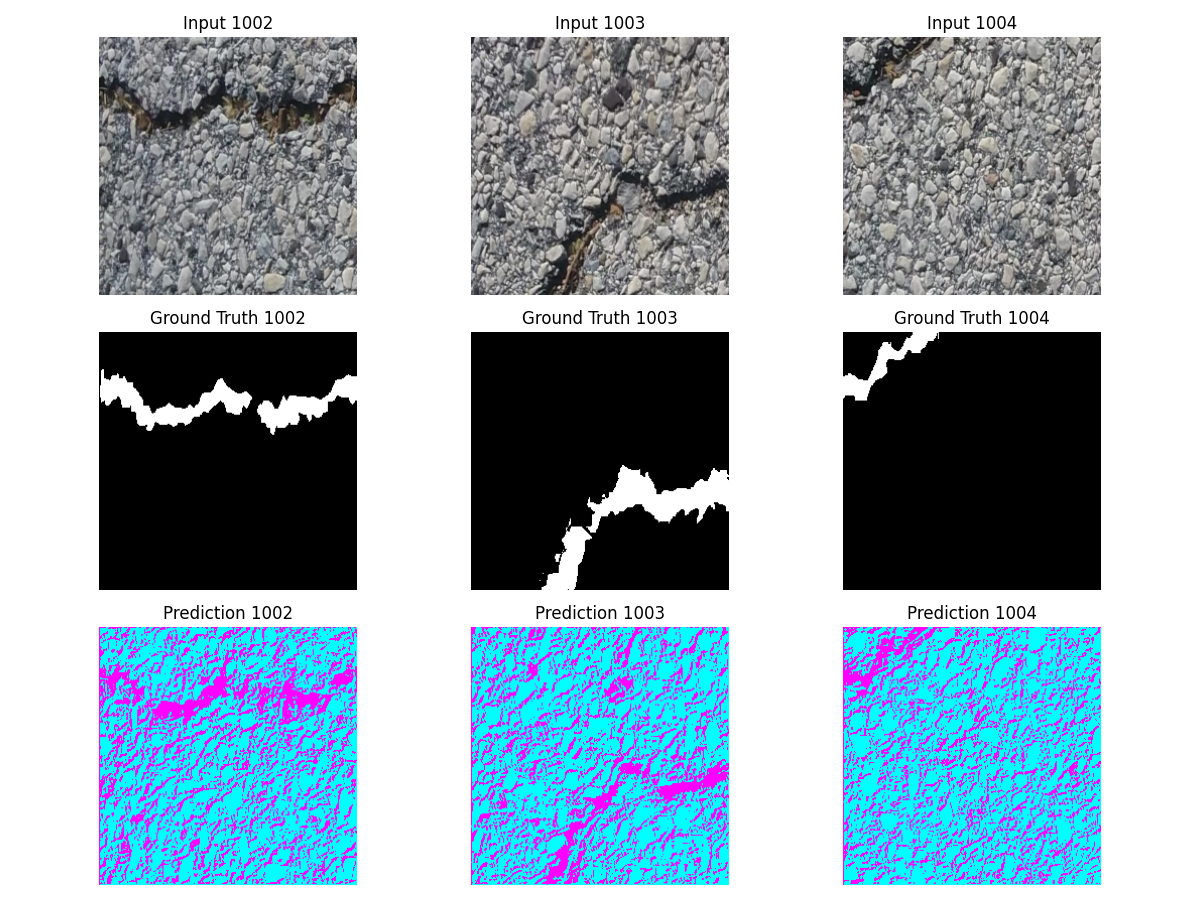 Input 1002
Input 1003
Input 1004
Ground Truth 1002
Ground Truth 1003
Ground Truth 1004
Prediction 1002
Prediction 1003
Prediction 1004